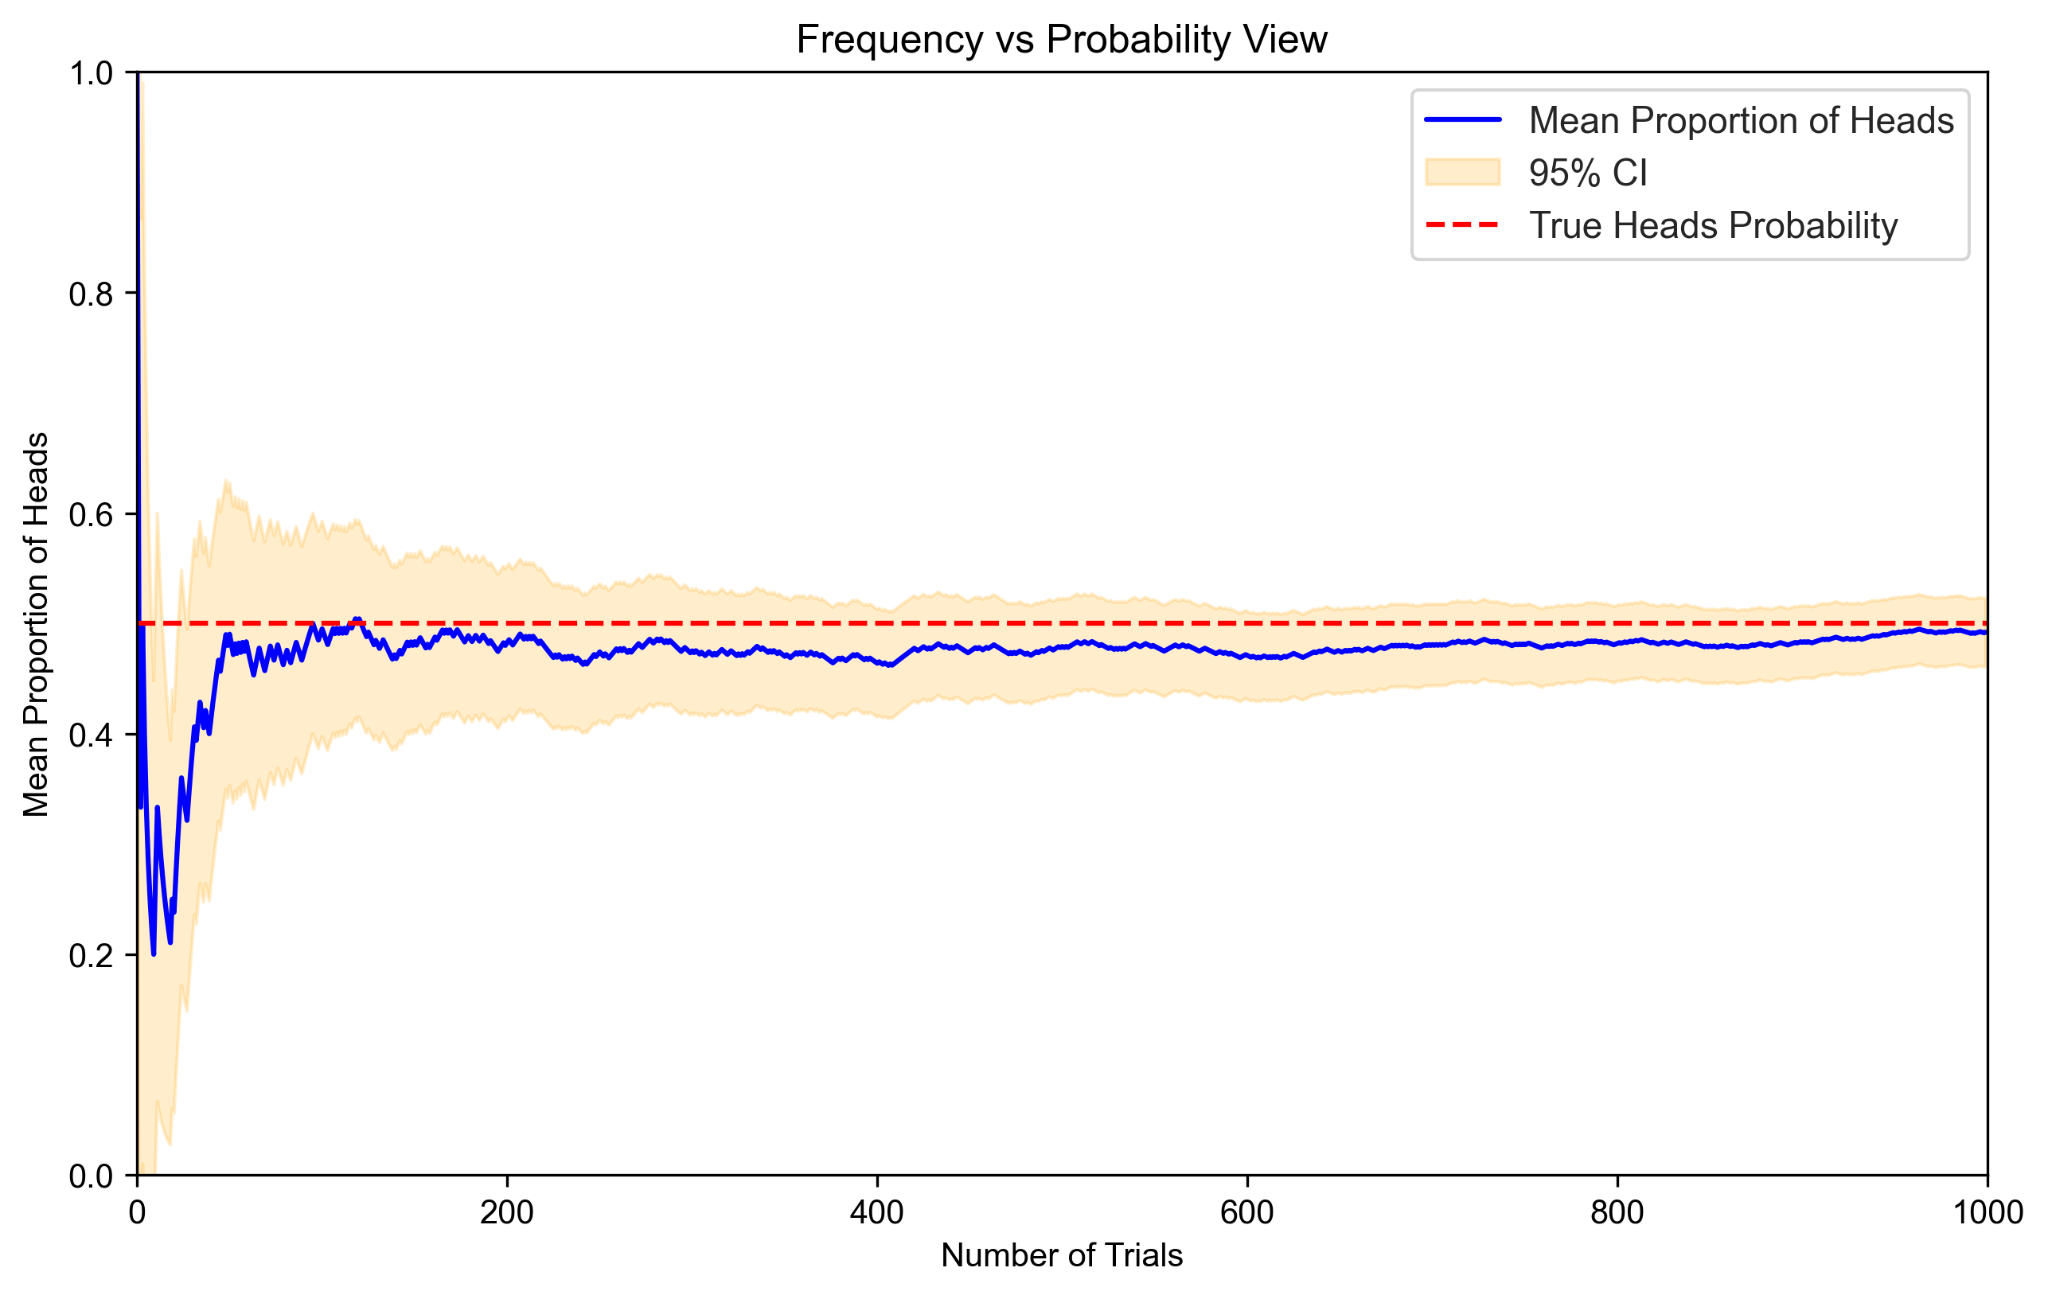 Frequency vs Probability View
Mean Proportion of Heads
95% CI
True Heads Probability
1.0
0.8
0.6
0.4
0.2
0.0
Mean Proportion of Heads
0 200 400 600 800 1000
Number of Trials